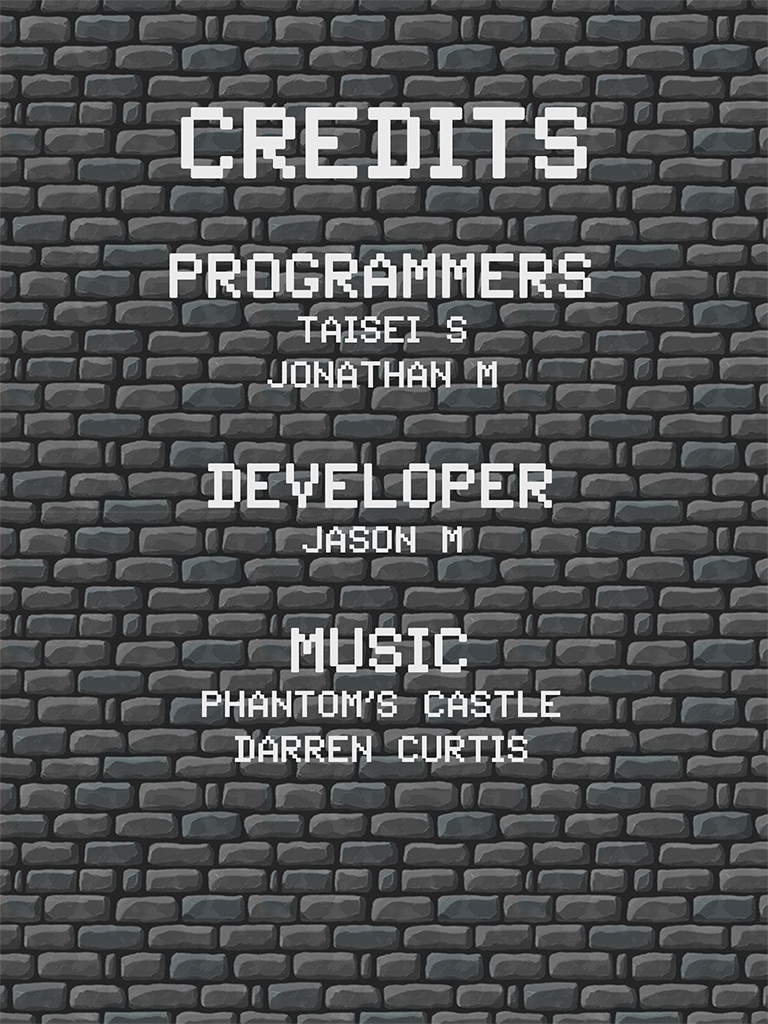 CREDITS
PROGRAMMERS
TAISEI S
JONATHAN M
DEVELOPER
JASON M
MUSIC
PHANTOM'S CASTLE
DARREN CURTIS